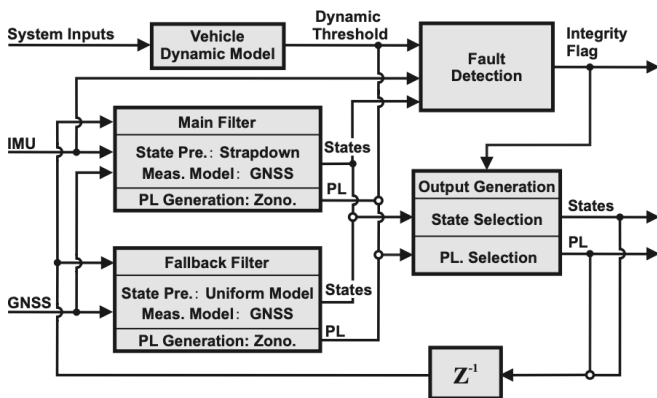 System Inputs
Vehicle
Dynamic Model
Dynamic
Threshold
Fault
Detection
Integrity
Flag
IMU
Main Filter
State Pre.: Strapdown
Meas. Model: GNSS
PL Generation: Zono.
States
PL
Output Generation
State Selection
PL. Selection
States
PL
GNSS
Fallback Filter
State Pre.: Uniform Model
Meas. Model: GNSS
PL Generation: Zono.
States
PL
Z⁻¹